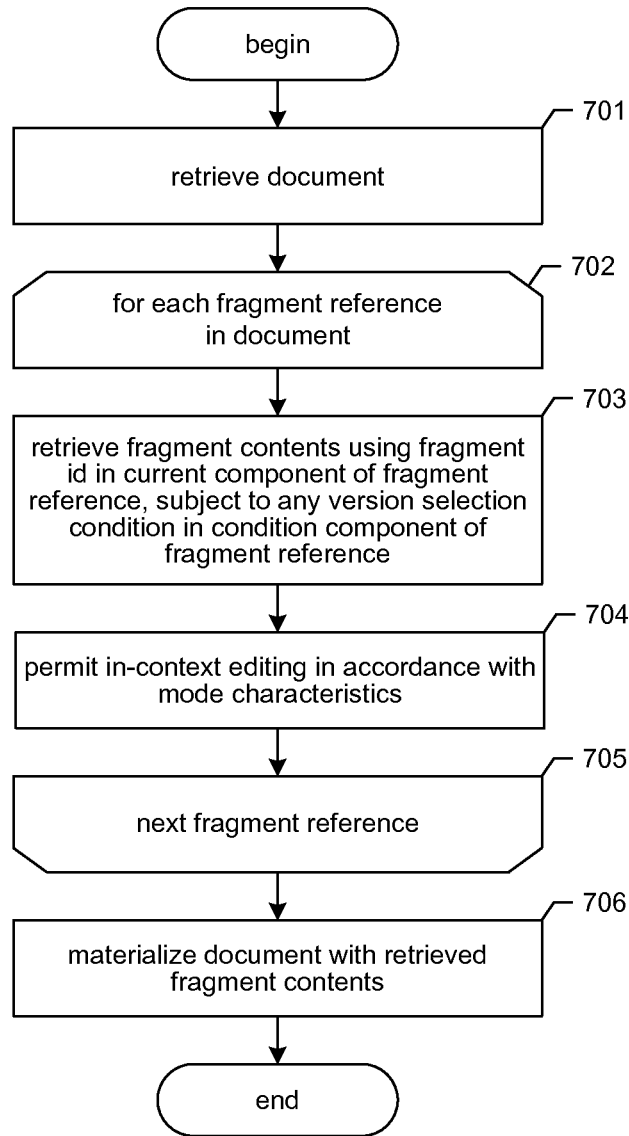 begin
701
retrieve document
702
for each fragment reference
in document
703
retrieve fragment contents using fragment
id in current component of fragment
reference, subject to any version selection
condition in condition component of
fragment reference
704
permit in-context editing in accordance with
mode characteristics
705
next fragment reference
706
materialize document with retrieved
fragment contents
end